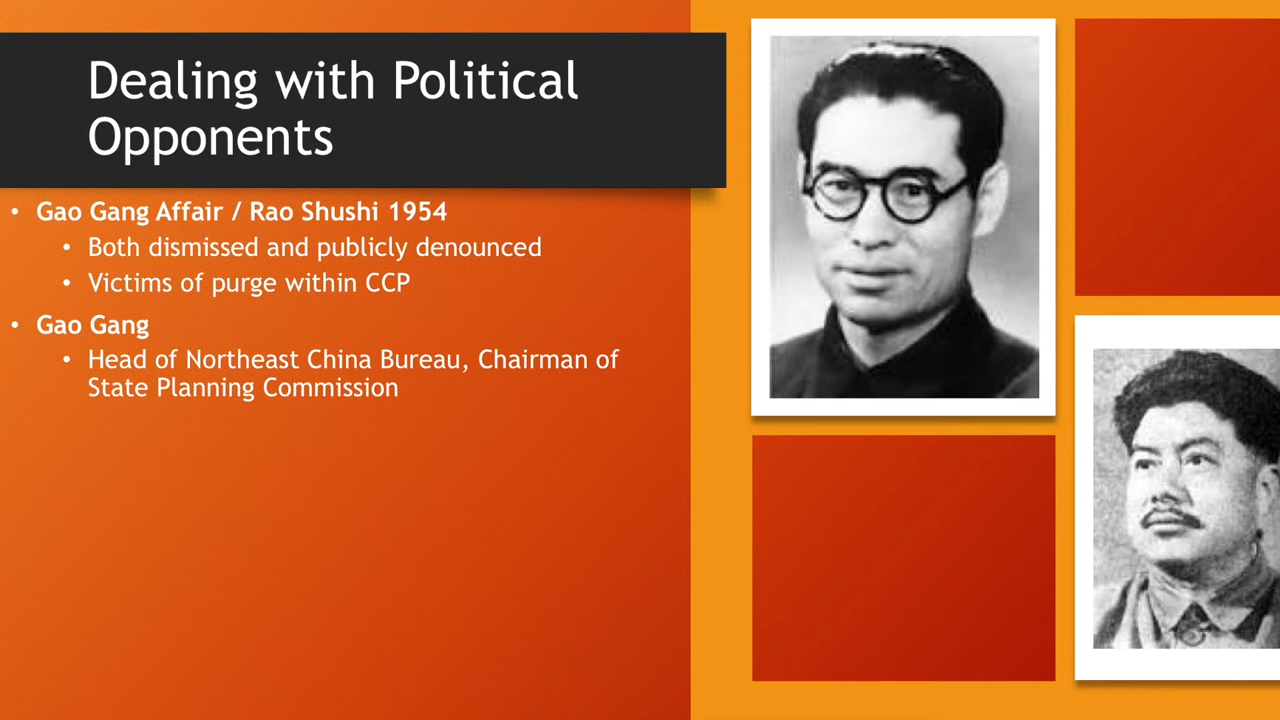 Dealing with Political
Opponents
• Gao Gang Affair / Rao Shushi 1954
• Both dismissed and publicly denounced
• Victims of purge within CCP
• Gao Gang
• Head of Northeast China Bureau, Chairman of
State Planning Commission